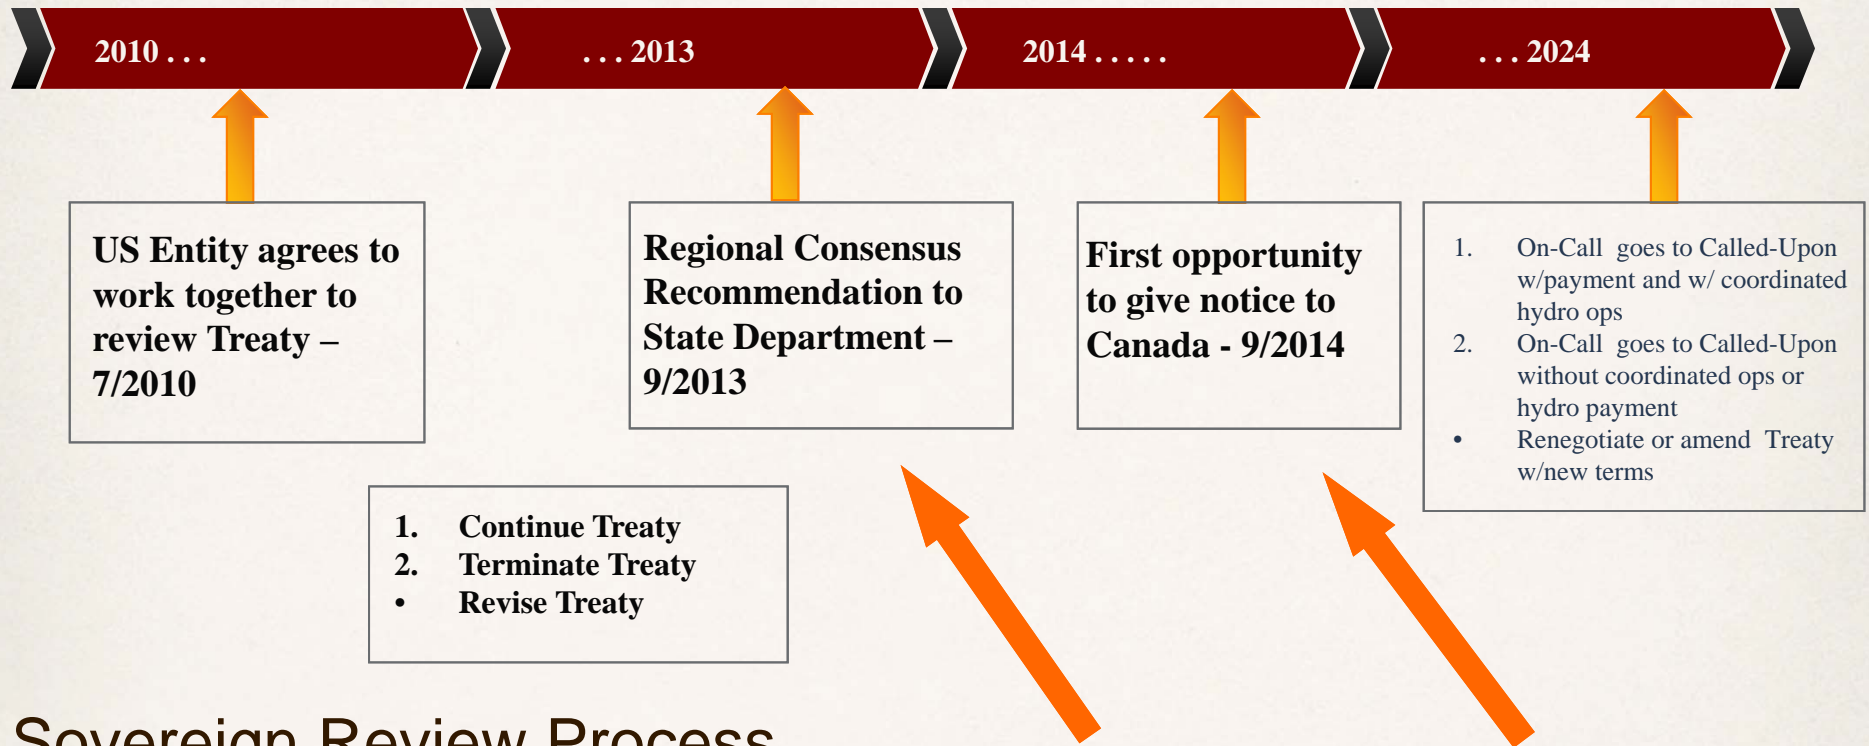 2010 . . .
. . . 2013
2014 . . . . .
. . . 2024
US Entity agrees to
work together to
review Treaty –
7/2010
Regional Consensus
Recommendation to
State Department –
9/2013
First opportunity
to give notice to
Canada - 9/2014
1. On-Call goes to Called-Upon
w/payment and w/ coordinated
hydro ops
2. On-Call goes to Called-Upon
without coordinated ops or
hydro payment
• Renegotiate or amend Treaty
w/new terms
1. Continue Treaty
2. Terminate Treaty
• Revise Treaty
Sovereign Review Process